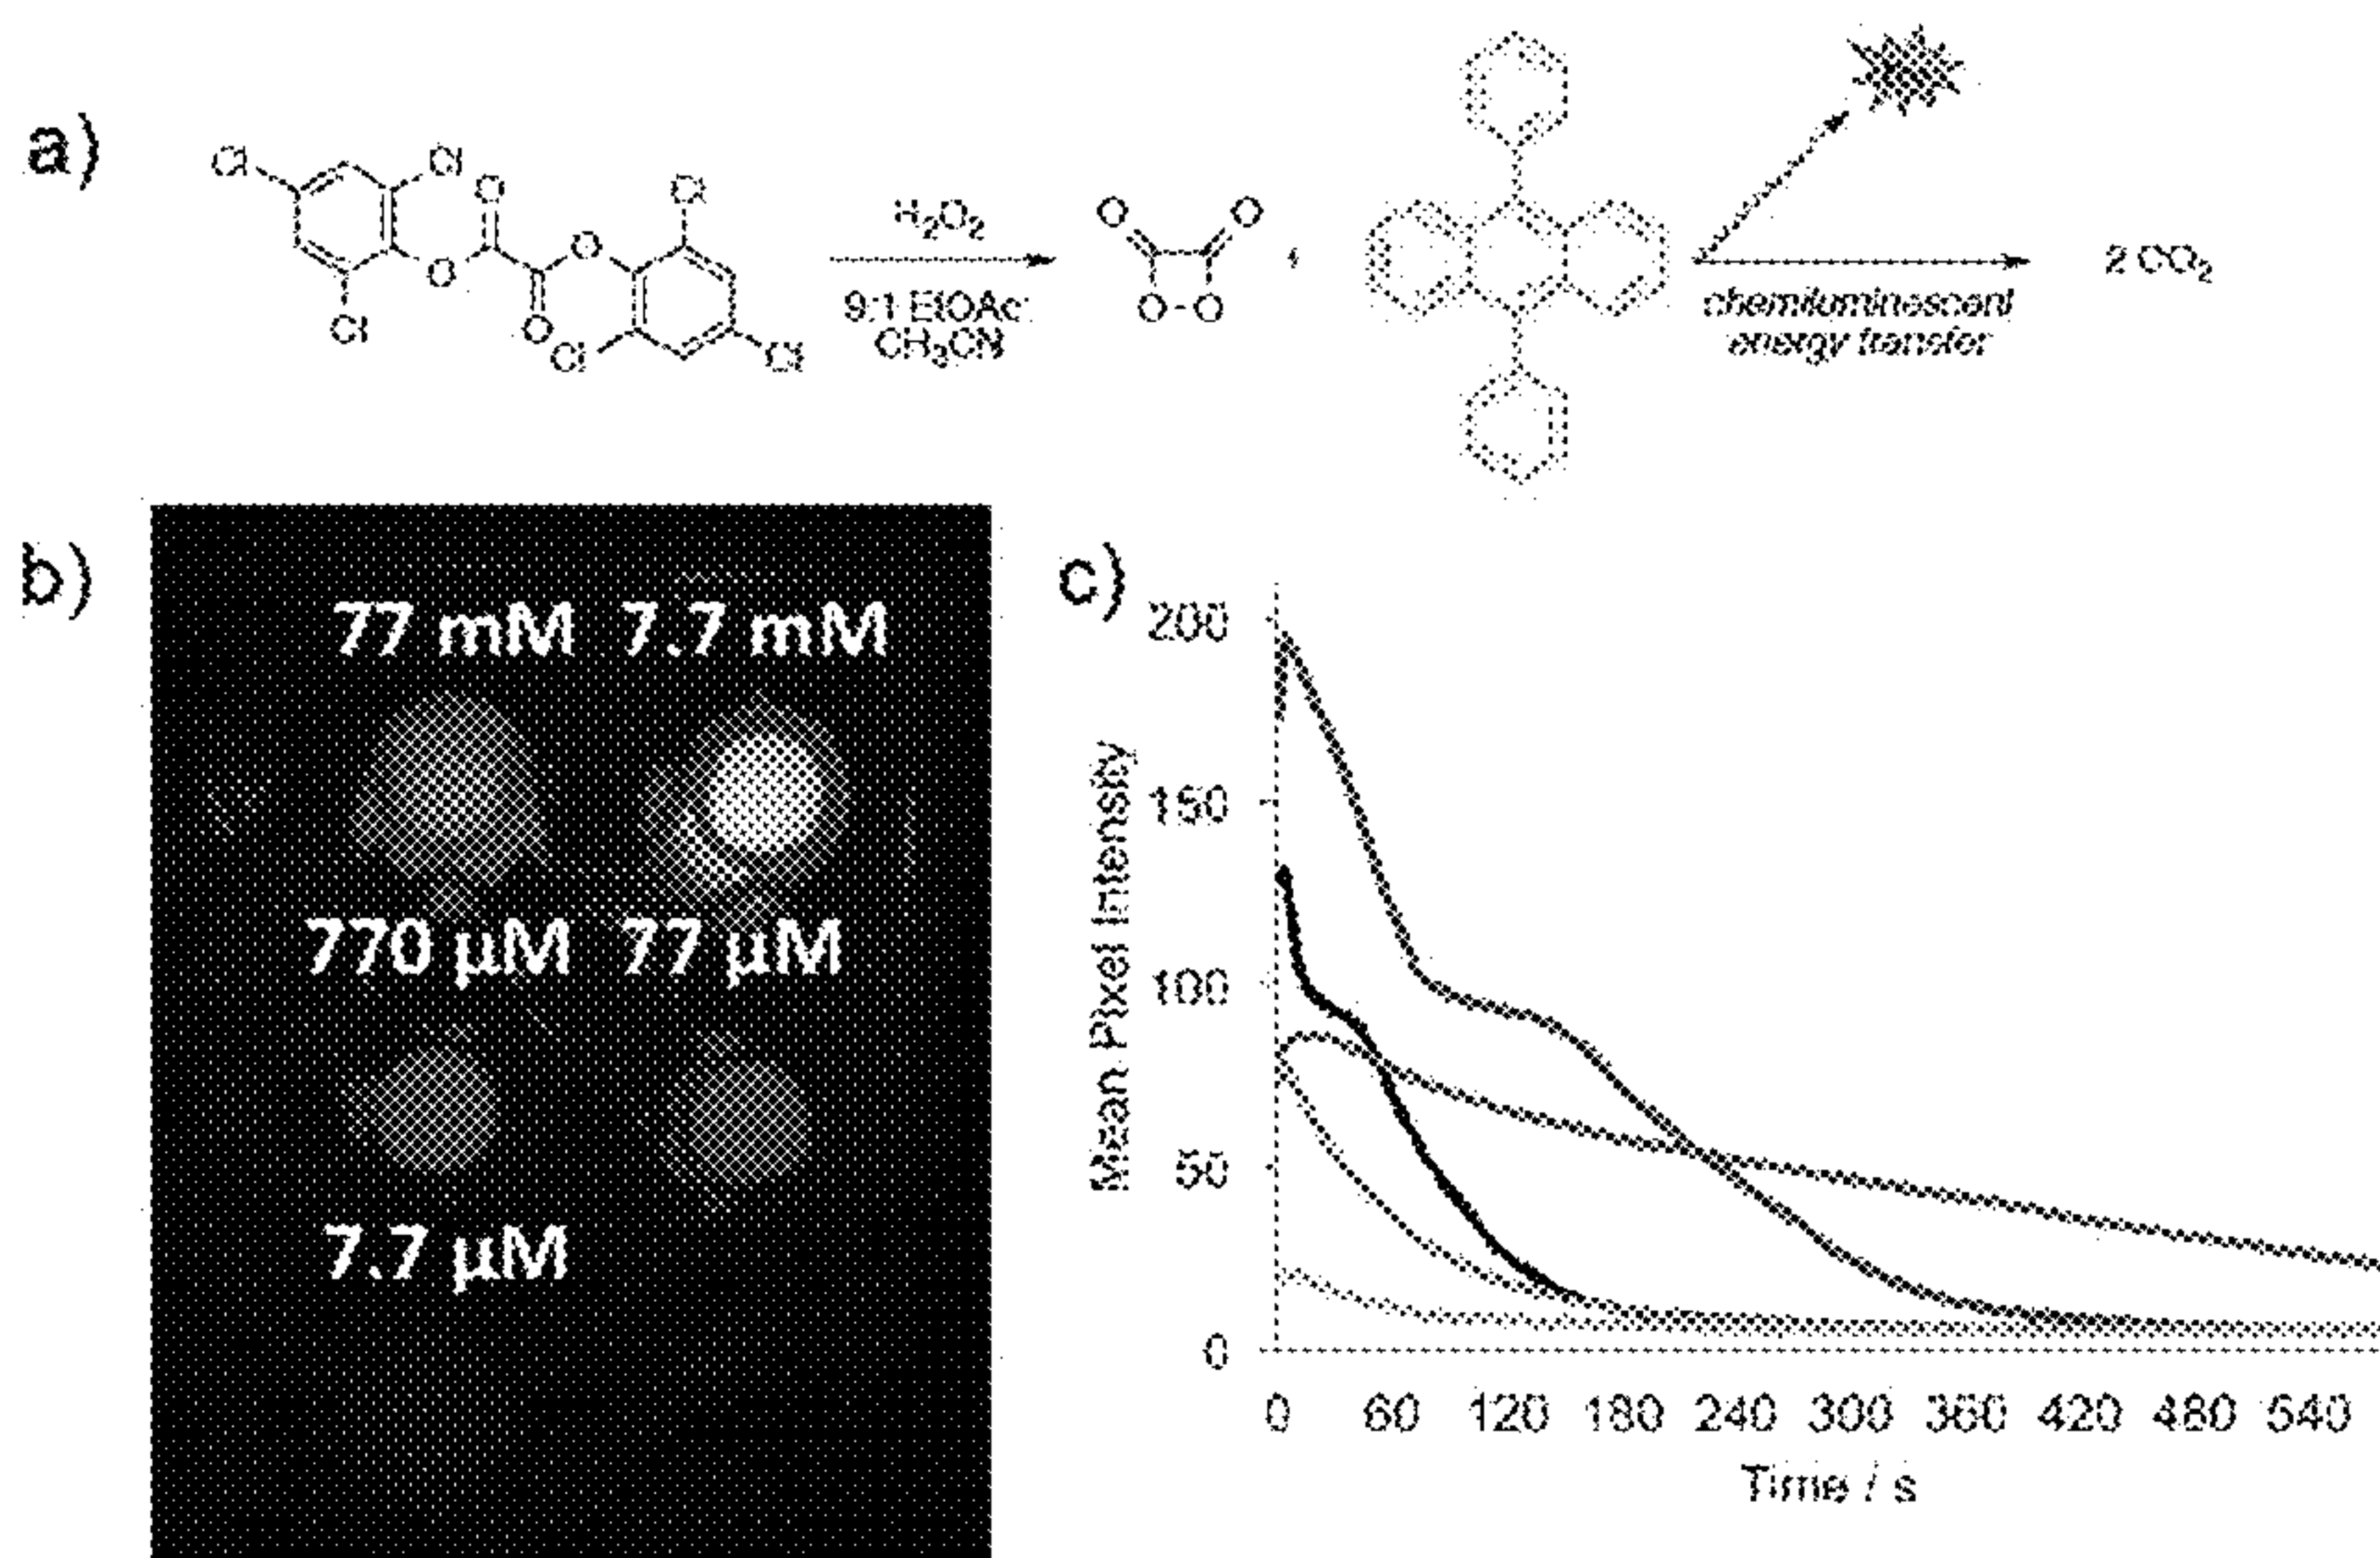 a)
Cl
Cl
O
Cl
O
O
Cl
O
Cl
Cl
H2O2
9:1 EtOAc:
CH3CN
O O
O-O
chemiluminescent
energy transfer
2 CO2
b)
77 mM 7.7 mM
770 µM 77 µM
7.7 µM
c)
200
150
100
50
0
Mean Pixel Intensity
0 60 120 180 240 300 360 420 480 540
Time / s